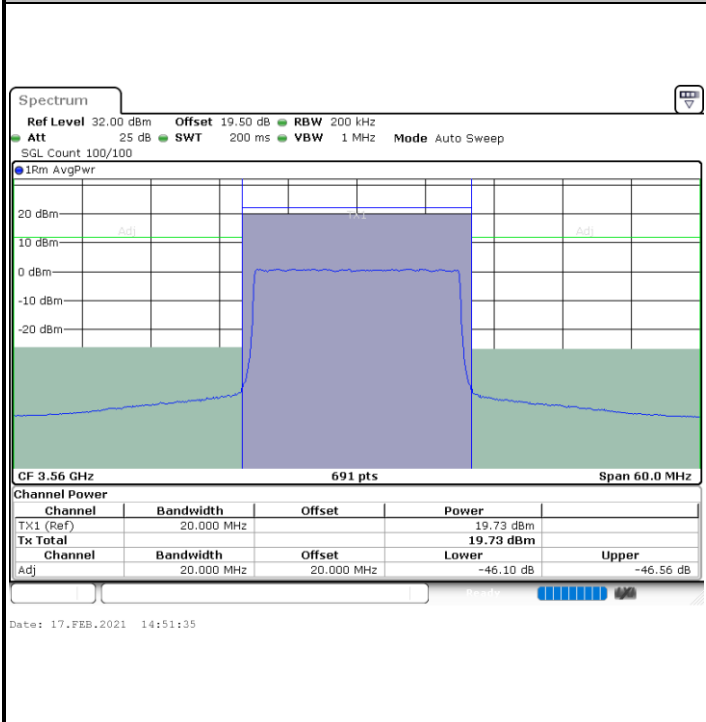 Spectrum
Ref Level 32.00 dBm Offset 19.50 dB RBW 200 kHz
Att 25 dB SWT 200 ms VBW 1 MHz Mode Auto Sweep
SGL Count 100/100
1Rm AvgPwr
20 dBm
TX1
Adj
Adj
10 dBm
0 dBm
-10 dBm
-20 dBm
CF 3.56 GHz 691 pts Span 60.0 MHz
Channel Power
Channel Bandwidth Offset Power
TX1 (Ref) 20.000 MHz 19.73 dBm
Tx Total 19.73 dBm
Channel Bandwidth Offset Lower Upper
Adj 20.000 MHz 20.000 MHz -46.10 dB -46.56 dB
Ready
Date: 17.FEB.2021 14:51:35